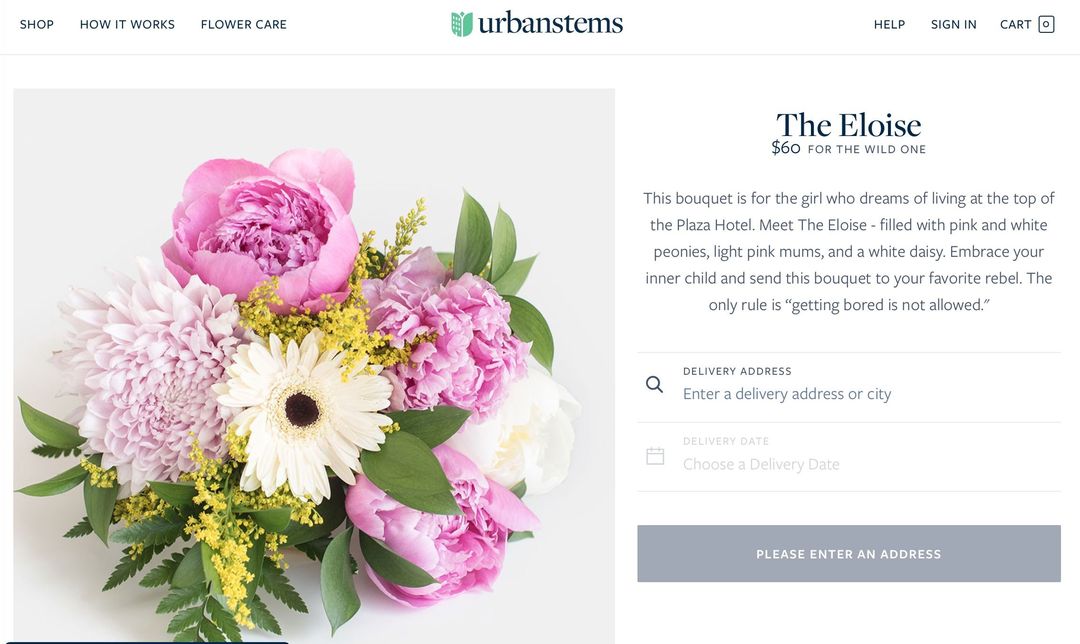 SHOP HOW IT WORKS FLOWER CARE urbanstems HELP SIGN IN CART 0
The Eloise
$60 FOR THE WILD ONE
This bouquet is for the girl who dreams of living at the top of
the Plaza Hotel. Meet The Eloise - filled with pink and white
peonies, light pink mums, and a white daisy. Embrace your
inner child and send this bouquet to your favorite rebel. The
only rule is “getting bored is not allowed.”
DELIVERY ADDRESS
Enter a delivery address or city
DELIVERY DATE
Choose a Delivery Date
PLEASE ENTER AN ADDRESS